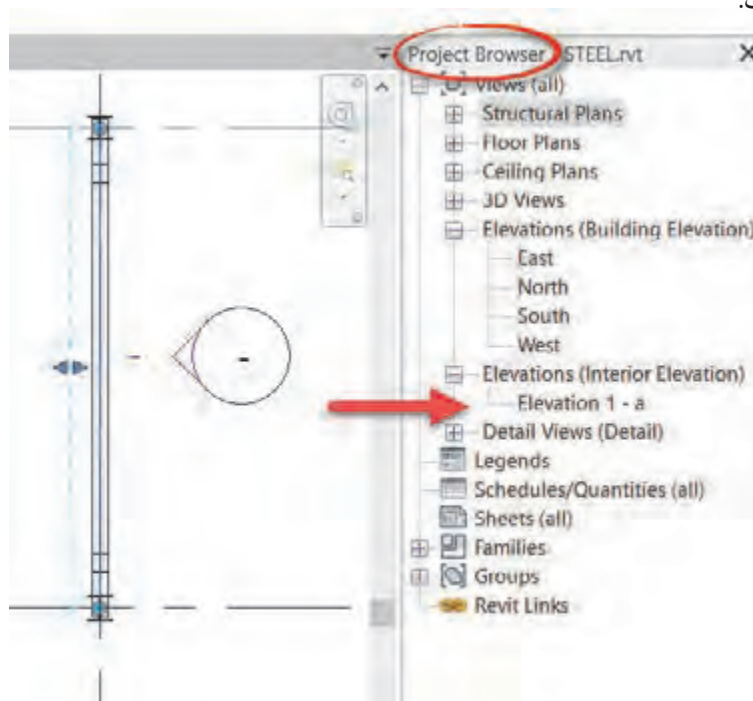 Project Browser STEEL.rvt
Views (all)
Structural Plans
Floor Plans
Ceiling Plans
3D Views
Elevations (Building Elevation)
East
North
South
West
Elevations (Interior Elevation)
Elevation 1 - a
Detail Views (Detail)
Legends
Schedules/Quantities (all)
Sheets (all)
Families
Groups
Revit Links